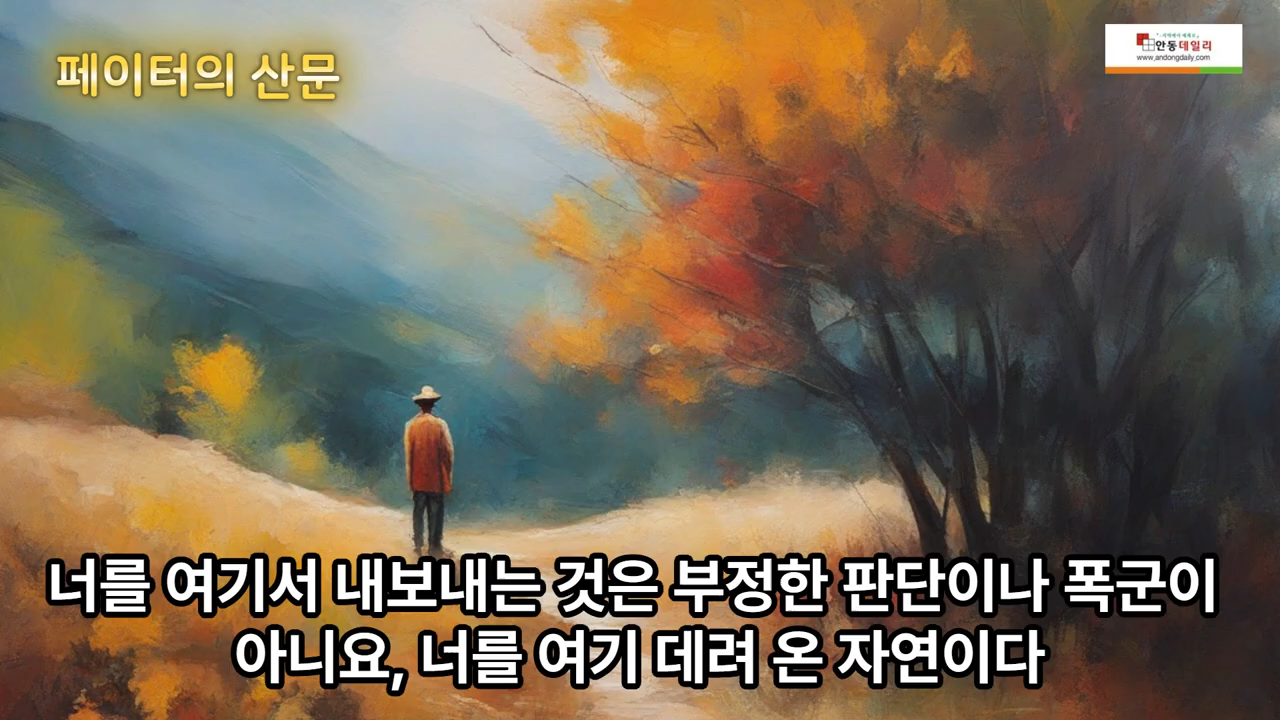 페이터의 산문
안동데일리
www.andongdaily.com
너를 여기서 내보내는 것은 부정한 판단이나 폭군이
아니요, 너를 여기 데려 온 자연이다